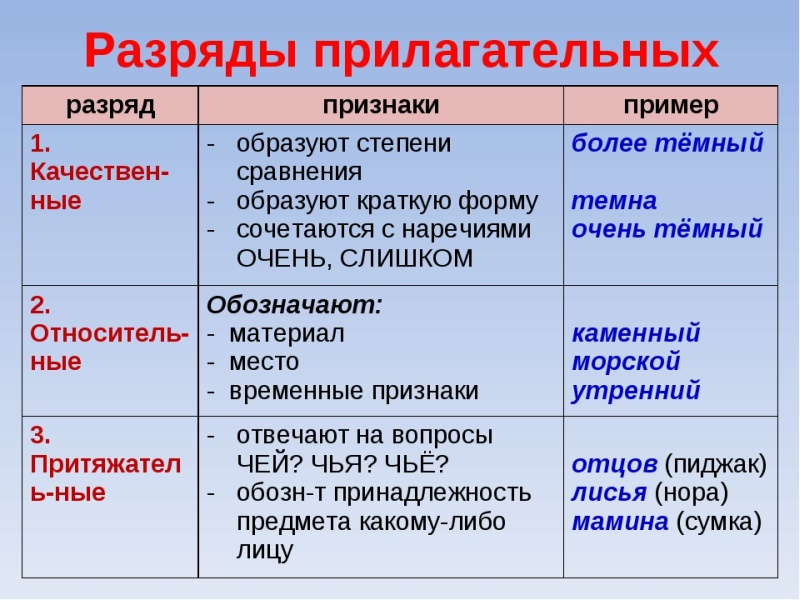 Разряды прилагательных
разряд
признаки
пример
1.
Качествен-
ные
- образуют степени
сравнения
- образуют краткую форму
- сочетаются с наречиями
ОЧЕНЬ, СЛИШКОМ
более тёмный
темна
очень тёмный
2.
Относитель-
ные
Обозначают:
- материал
- место
- временные признаки
каменный
морской
утренний
3.
Притяжател
ь-ные
- отвечают на вопросы
ЧЕЙ? ЧЬЯ? ЧЬЁ?
- обозн-т принадлежность
предмета какому-либо
лицу
отцов (пиджак)
лисья (нора)
мамина (сумка)